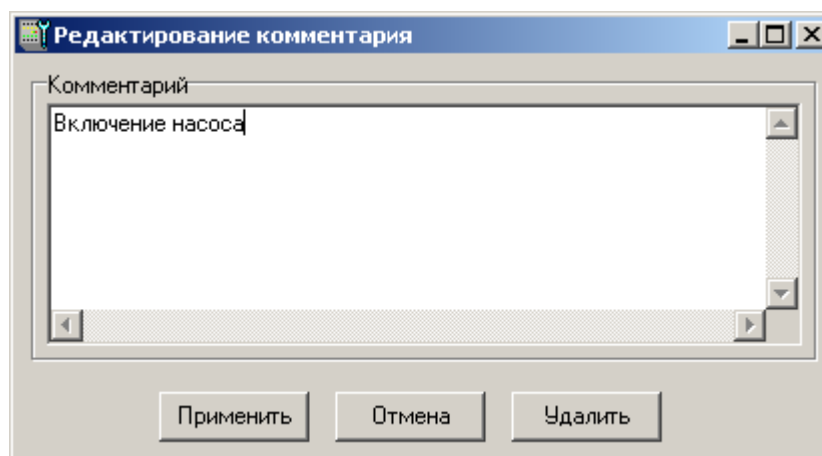 Редактирование комментария
Комментарий
Включение насоса
Применить Отмена Удалить